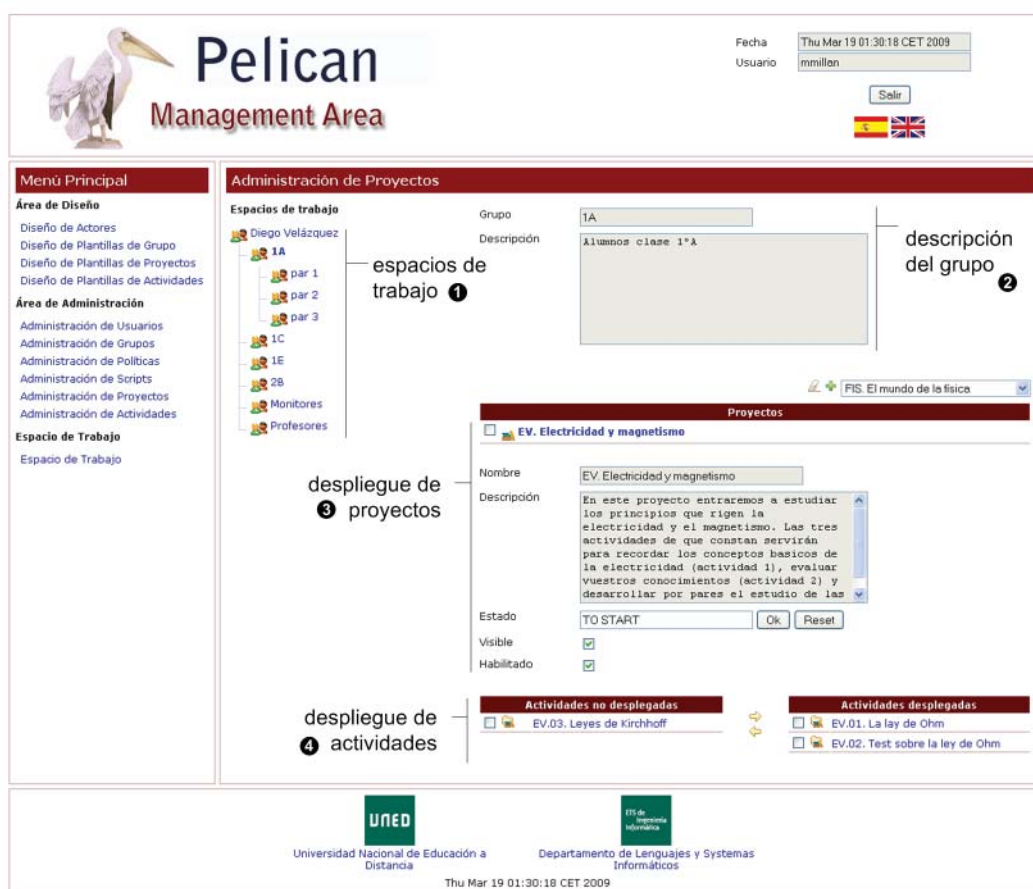 Pelican
Management Area
Fecha
Thu Mar 19 01:30:18 CET 2009
Usuario
mmillan
Salir
Menú Principal
Área de Diseño
Diseño de Actores
Diseño de Plantillas de Grupo
Diseño de Plantillas de Proyectos
Diseño de Plantillas de Actividades
Área de Administración
Administración de Usuarios
Administración de Grupos
Administración de Políticas
Administración de Scripts
Administración de Proyectos
Administración de Actividades
Espacio de Trabajo
Espacio de Trabajo
Administración de Proyectos
Espacios de trabajo
Diego Velázquez
1A
par 1
par 2
par 3
1C
1E
2B
Monitores
Profesores
espacios de
trabajo 1
Grupo
1A
Descripción
Alumnos clase 1ºA
descripción
del grupo
2
FIS. El mundo de la física
Proyectos
EV. Electricidad y magnetismo
despliegue de
3 proyectos
Nombre
EV. Electricidad y magnetismo
Descripción
En este proyecto entraremos a estudiar
los principios que rigen la
electricidad y el magnetismo. Las tres
actividades de que constan servirán
para recordar los conceptos basicos de
la electricidad (actividad 1), evaluar
vuestros conocimientos (actividad 2) y
desarrollar por pares el estudio de las
Estado
TO START
Ok
Reset
Visible
Habilitado
despliegue de
4 actividades
Actividades no desplegadas
EV.03. Leyes de Kirchhoff
Actividades desplegadas
EV.01. La lay de Ohm
EV.02. Test sobre la ley de Ohm
UNED
Universidad Nacional de Educación a
Distancia
ETS de
Ingeniería
Informática
Departamento de Lenguajes y Systemas
Informáticos
Thu Mar 19 01:30:18 CET 2009